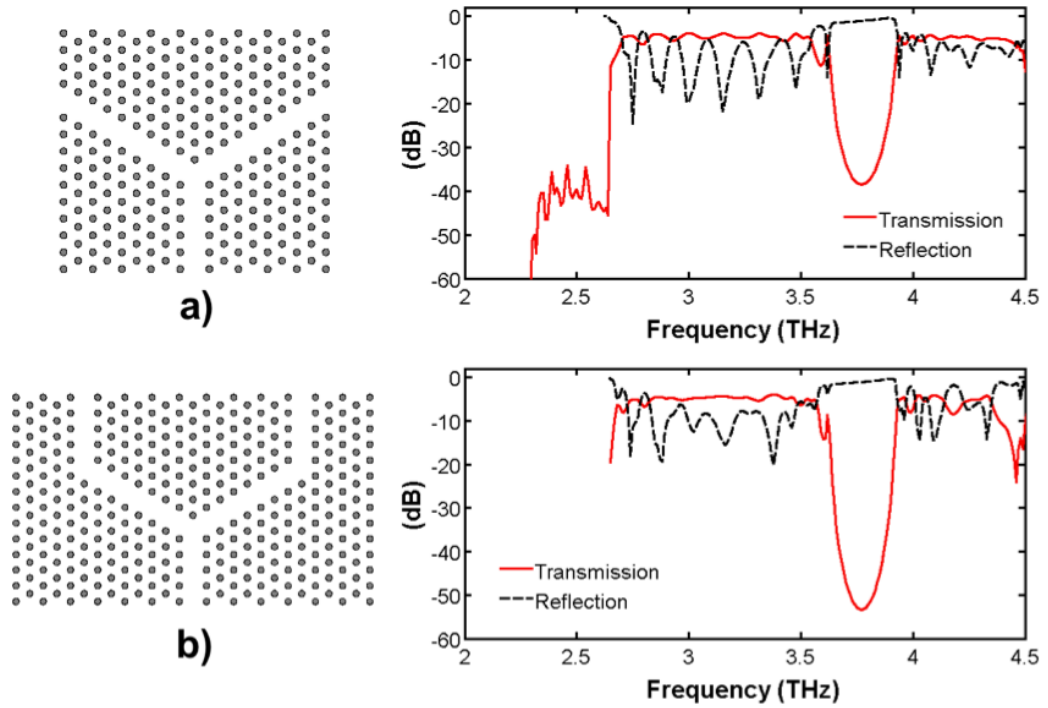 0
-10
-20
-30
-40
-50
-60
(dB)
Transmission
Reflection
2
2.5
3
3.5
4
4.5
Frequency (THz)
a)
0
-10
-20
-30
-40
-50
-60
(dB)
Transmission
Reflection
2
2.5
3
3.5
4
4.5
Frequency (THz)
b)